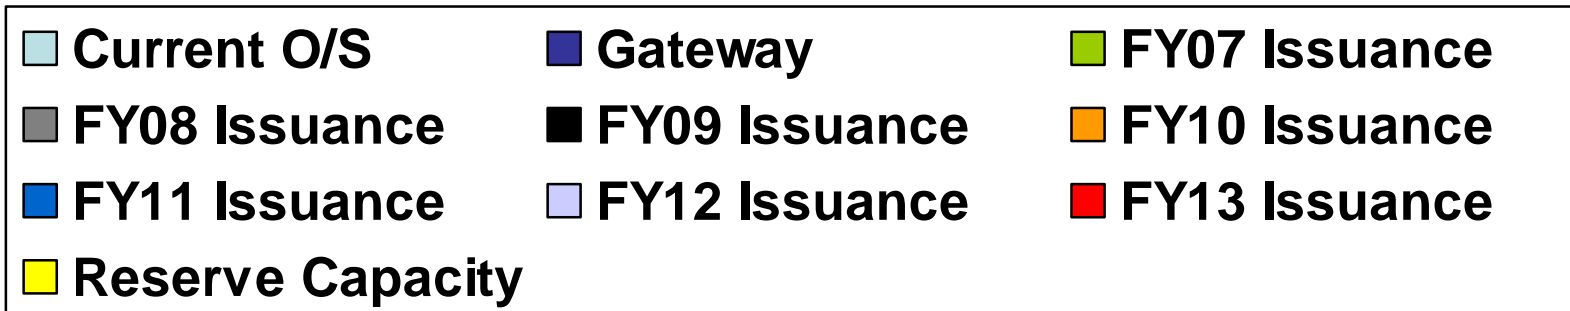 Current O/S Gateway FY07 Issuance
FY08 Issuance FY09 Issuance FY10 Issuance
FY11 Issuance FY12 Issuance FY13 Issuance
Reserve Capacity